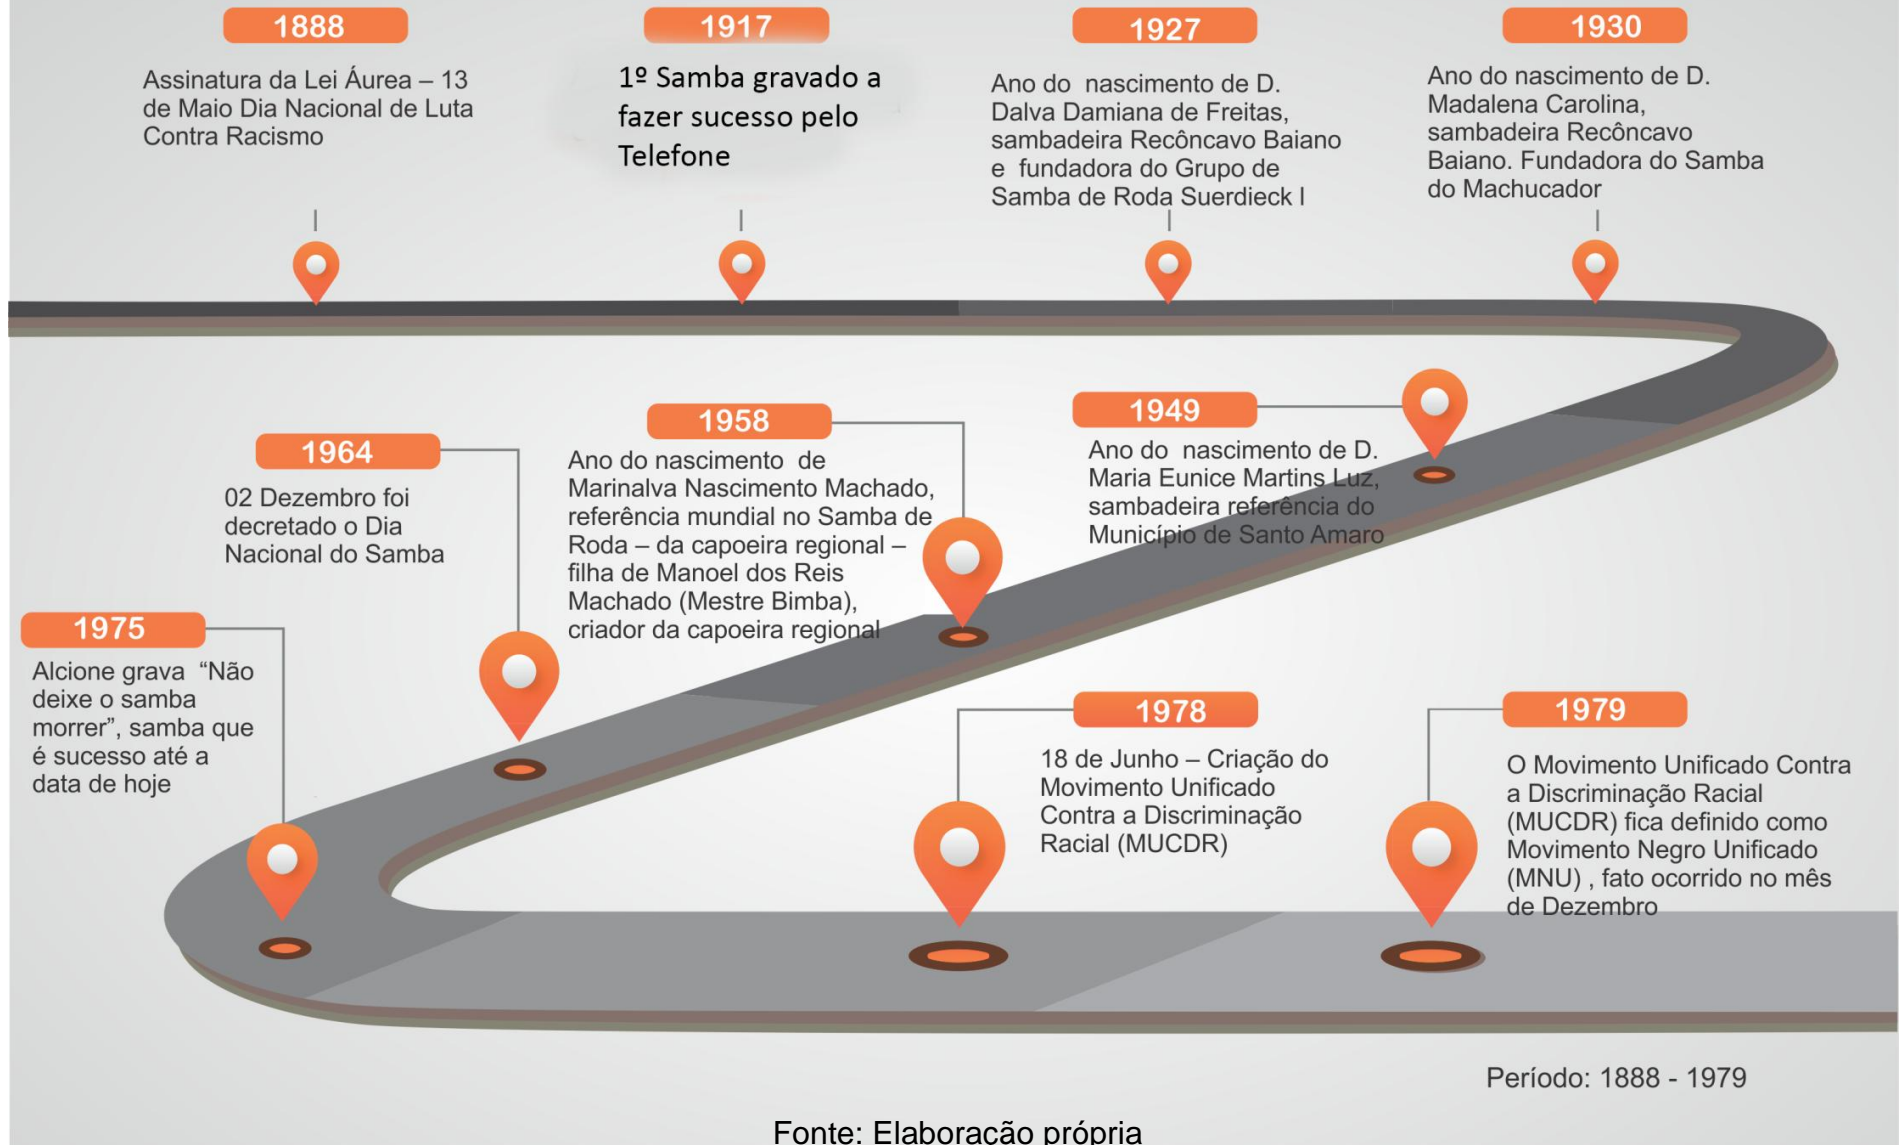 1888
Assinatura da Lei Áurea – 13
de Maio Dia Nacional de Luta
Contra Racismo
1917
1º Samba gravado a
fazer sucesso pelo
Telefone
1927
Ano do nascimento de D.
Dalva Damiana de Freitas,
sambadeira Recôncavo Baiano
e fundadora do Grupo de
Samba de Roda Suerdieck I
1930
Ano do nascimento de D.
Madalena Carolina,
sambadeira Recôncavo
Baiano. Fundadora do Samba
do Machucador
1949
Ano do nascimento de D.
Maria Eunice Martins Luz,
sambadeira referência do
Município de Santo Amaro
1958
Ano do nascimento de
Marinalva Nascimento Machado,
referência mundial no Samba de
Roda – da capoeira regional –
filha de Manoel dos Reis
Machado (Mestre Bimba),
criador da capoeira regional
1964
02 Dezembro foi
decretado o Dia
Nacional do Samba
1975
Alcione grava “Não
deixe o samba
morrer”, samba que
é sucesso até a
data de hoje
1978
18 de Junho – Criação do
Movimento Unificado
Contra a Discriminação
Racial (MUCDR)
1979
O Movimento Unificado Contra
a Discriminação Racial
(MUCDR) fica definido como
Movimento Negro Unificado
(MNU) , fato ocorrido no mês
de Dezembro
Período: 1888 - 1979
Fonte: Elaboração própria